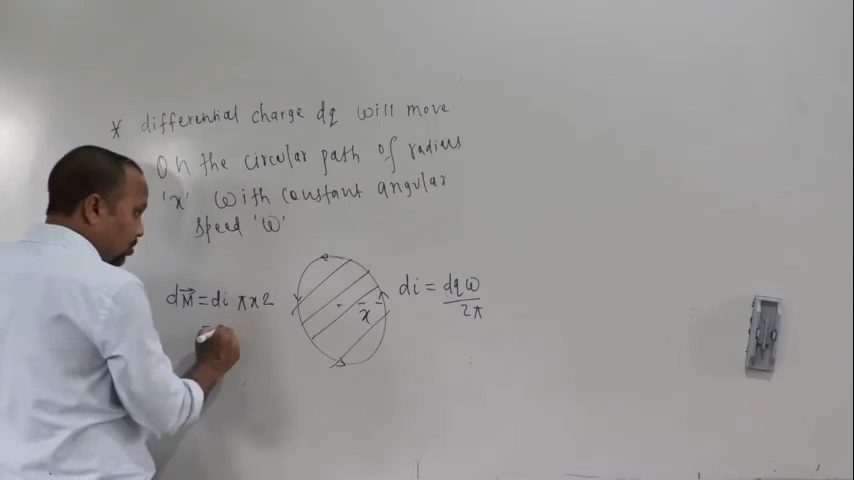 * differential charge dq will move
on the circular path of radius
'x' with constant angular
speed 'ω'
dM⃗ = di πx2
x
di = dqω / 2π